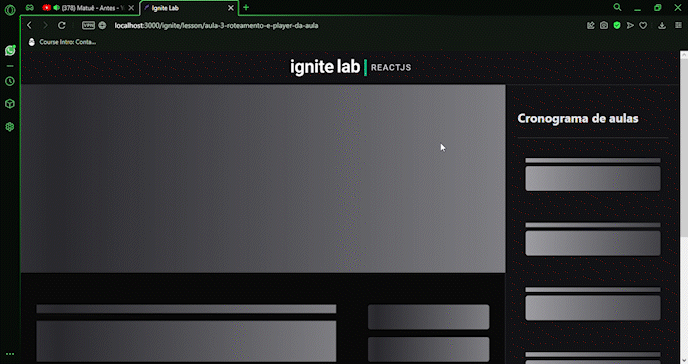 (378) Matuê - Antes - V
Ignite Lab
VPN
localhost:3000/ignite/lesson/aula-3-roteamento-e-player-da-aula
Course Intro: Conta...
ignite lab | REACTJS
Cronograma de aulas